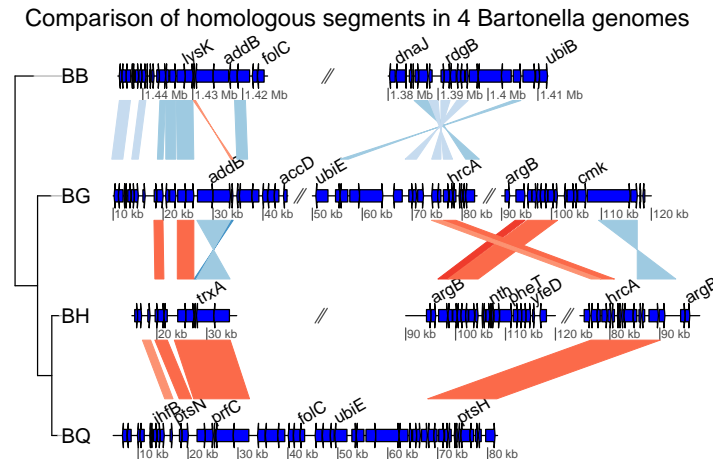 Comparison of homologous segments in 4 Bartonella genomes
lysK addB folC dnaJ rdgB ubiB
BB //
1.44 Mb 1.43 Mb 1.42 Mb 1.38 Mb 1.39 Mb 1.4 Mb 1.41 Mb
addB accD ubiE hrcA argB cmk
BG // //
10 kb 20 kb 30 kb 40 kb 50 kb 60 kb 70 kb 80 kb 90 kb 100 kb 110 kb 120 kb
trxA argB nth pheT yfeD hrcA argB
BH // //
20 kb 30 kb 90 kb 100 kb 110 kb 120 kb 80 kb 90 kb
ihfB ptsN prfC folC ubiE ptsH
BQ
10 kb 20 kb 30 kb 40 kb 50 kb 60 kb 70 kb 80 kb